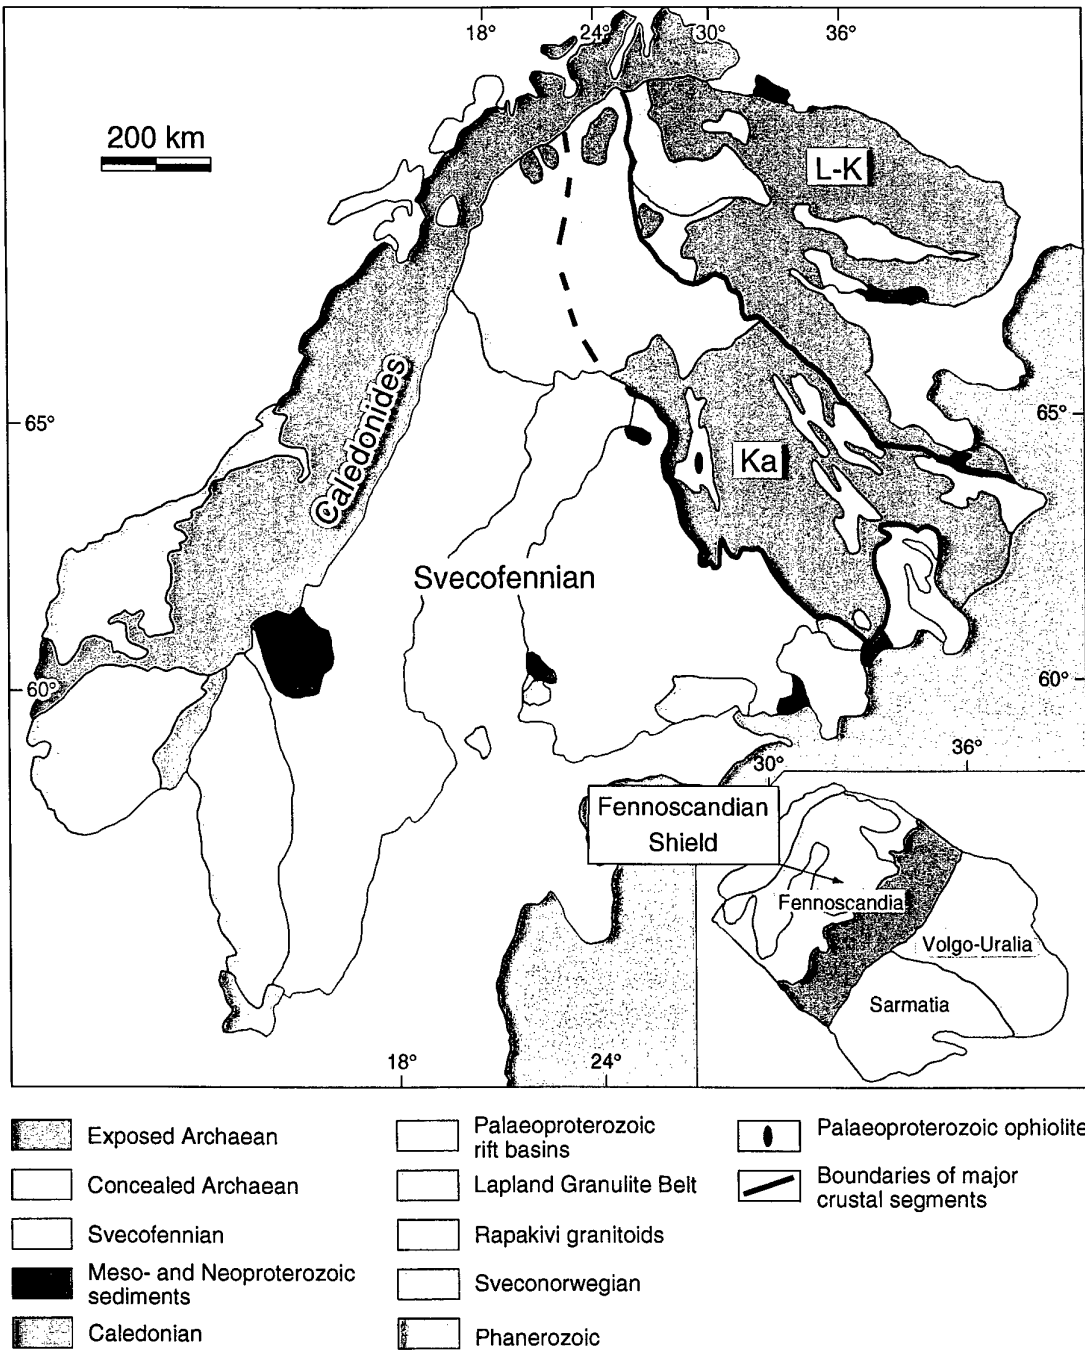 18°
24°
30°
36°
200 km
L-K
Caledonides
65°
65°
Ka
Svecofennian
60°
60°
36°
30°
Fennoscandian
Shield
Fennoscandia
Volgo-Uralia
Sarmatia
18°
24°
Exposed Archaean
Concealed Archaean
Svecofennian
Meso- and Neoproterozoic
sediments
Caledonian
Palaeoproterozoic
rift basins
Lapland Granulite Belt
Rapakivi granitoids
Sveconorwegian
Phanerozoic
Palaeoproterozoic ophiolite
Boundaries of major
crustal segments